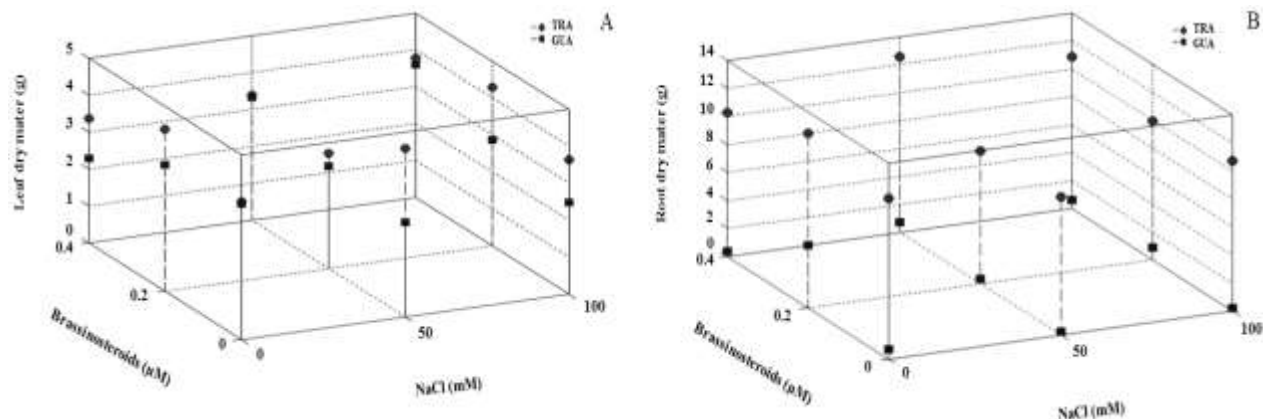 A
TRA
GUA
Leaf dry mater (g)
5
4
3
2
1
0
0.4
0.2
0
0
50
100
Brassinosteroids (µM)
NaCl (mM)
B
TRA
GUA
Root dry mater (g)
14
12
10
8
6
4
2
0
0.4
0.2
0
0
50
100
Brassinosteroids (µM)
NaCl (mM)